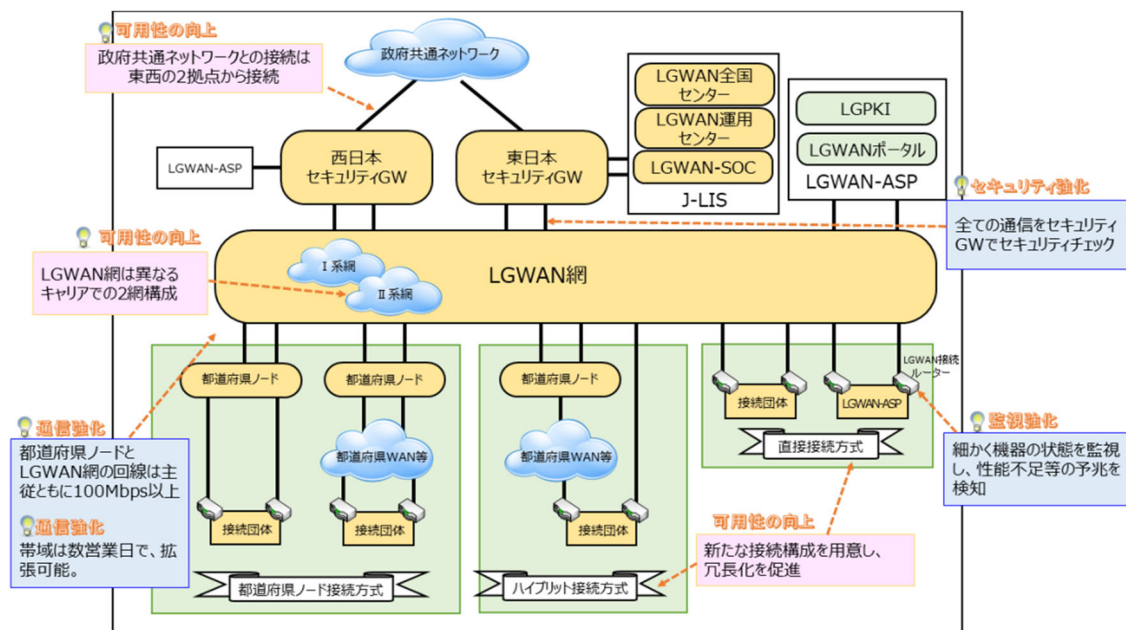 可用性の向上
政府共通ネットワークとの接続は
東西の2拠点から接続
政府共通ネットワーク
LGWAN全国
センター
LGWAN運用
センター
LGWAN-SOC
J-LIS
LGPKI
LGWANポータル
LGWAN-ASP
LGWAN-ASP
西日本
セキュリティGW
東日本
セキュリティGW
セキュリティ強化
全ての通信をセキュリティ
GWでセキュリティチェック
可用性の向上
LGWAN網は異なる
キャリアでの2網構成
Ⅰ系網
Ⅱ系網
LGWAN網
都道府県ノード
都道府県ノード
都道府県ノード
LGWAN接続
ルーター
接続団体
LGWAN-ASP
直接接続方式
通信強化
都道府県ノードと
LGWAN網の回線は主
従ともに100Mbps以上
通信強化
帯域は数営業日で、拡
張可能。
都道府県WAN等
都道府県WAN等
接続団体
接続団体
接続団体
都道府県ノード接続方式
ハイブリット接続方式
監視強化
細かく機器の状態を監視
し、性能不足等の予兆を
検知
可用性の向上
新たな接続構成を用意し、
冗長化を促進